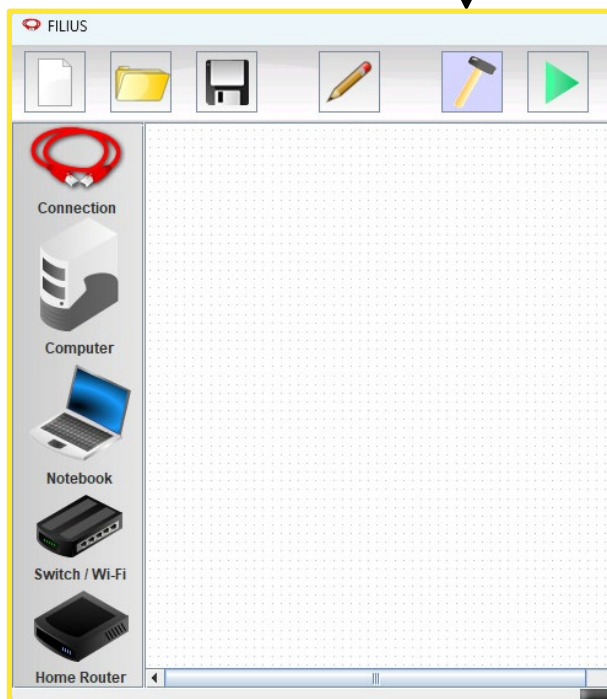 FILIUS
Connection
Computer
Notebook
Switch / Wi-Fi
Home Router